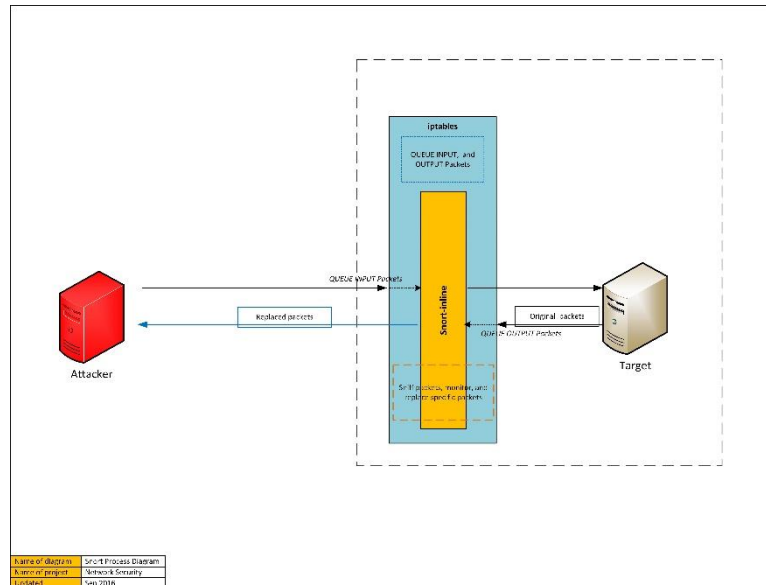 iptables
QUEUE INPUT, and
OUTPUT Packets
QUEUE INPUT Packets
Snort-inline
Replaced packets
Original packets
QUEUE OUTPUT Packets
Attacker
Target
Sniff packets, monitor, and
replace specific packets
Name of diagram Snort Process Diagram
Name of project Network Security
Updated Sep 2016